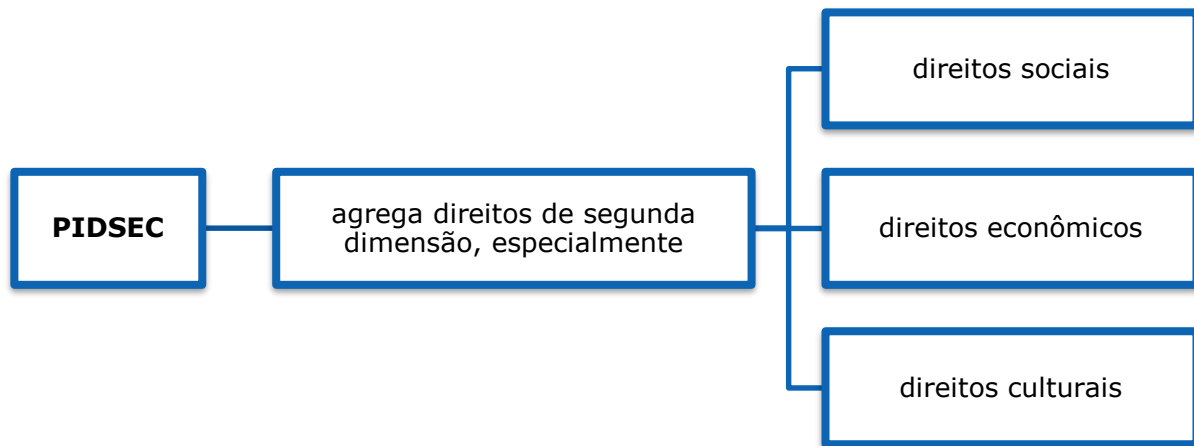 PIDSEC
agrega direitos de segunda
dimensão, especialmente
direitos sociais
direitos econômicos
direitos culturais